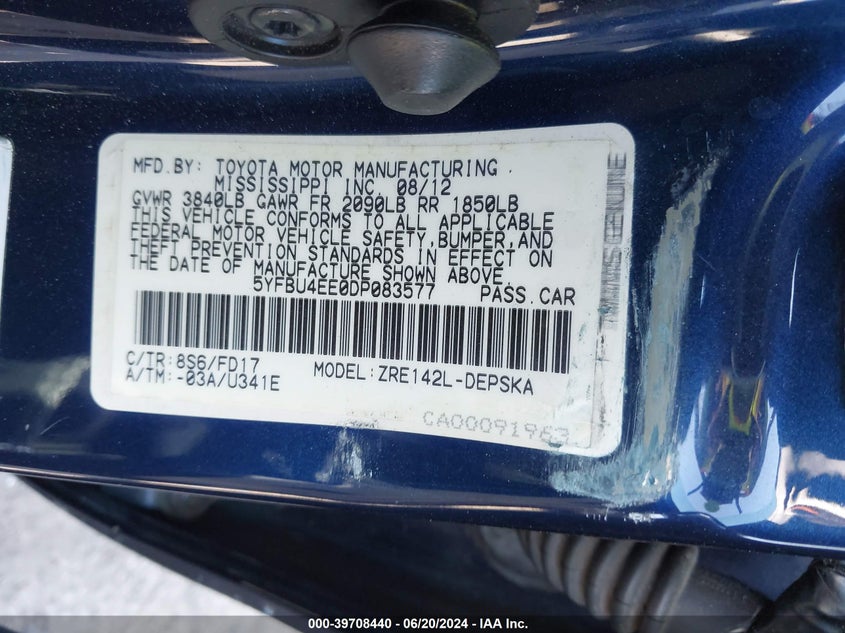 MFD.BY: TOYOTA MOTOR MANUFACTURING
MISSISSIPPI INC. 08/12
GVWR 3840LB GAWR FR 2090LB RR 1850LB
THIS VEHICLE CONFORMS TO ALL APPLICABLE
FEDERAL MOTOR VEHICLE SAFETY,BUMPER,AND
THEFT PREVENTION STANDARDS IN EFFECT ON
THE DATE OF MANUFACTURE SHOWN ABOVE.
5YFBU4EE0DP083577 PASS.CAR
C/TR:8S6/FD17 MODEL:ZRE142L-DEPSKA
A/TM:-03A/U341E
CA00091963
GENUINE
000-39708440 - 06/20/2024 - IEA Inc.